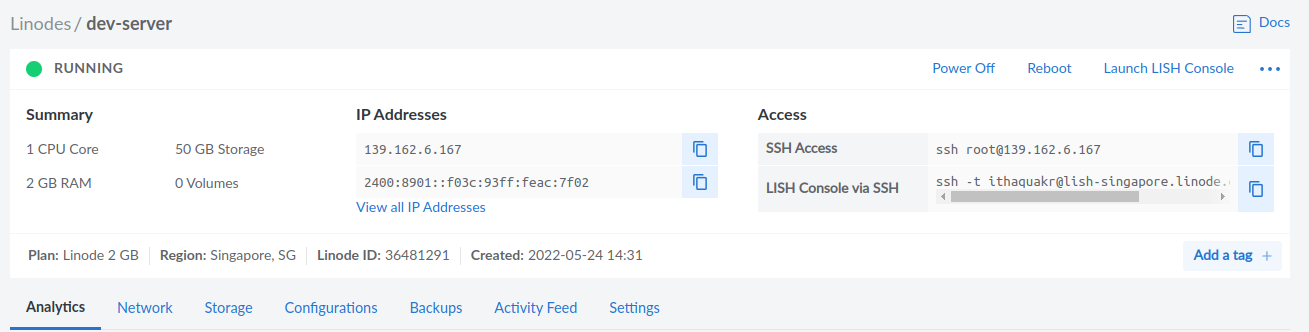 Linodes / dev-server
Docs
RUNNING
Power Off Reboot Launch LISH Console
Summary
1 CPU Core 50 GB Storage
2 GB RAM 0 Volumes
IP Addresses
139.162.6.167
2400:8901::f03c:93ff:feac:7f02
View all IP Addresses
Access
SSH Access ssh root@139.162.6.167
LISH Console via SSH ssh -t ithaquakr@lish-singapore.linode.
Plan: Linode 2 GB Region: Singapore, SG Linode ID: 36481291 Created: 2022-05-24 14:31
Add a tag +
Analytics Network Storage Configurations Backups Activity Feed Settings